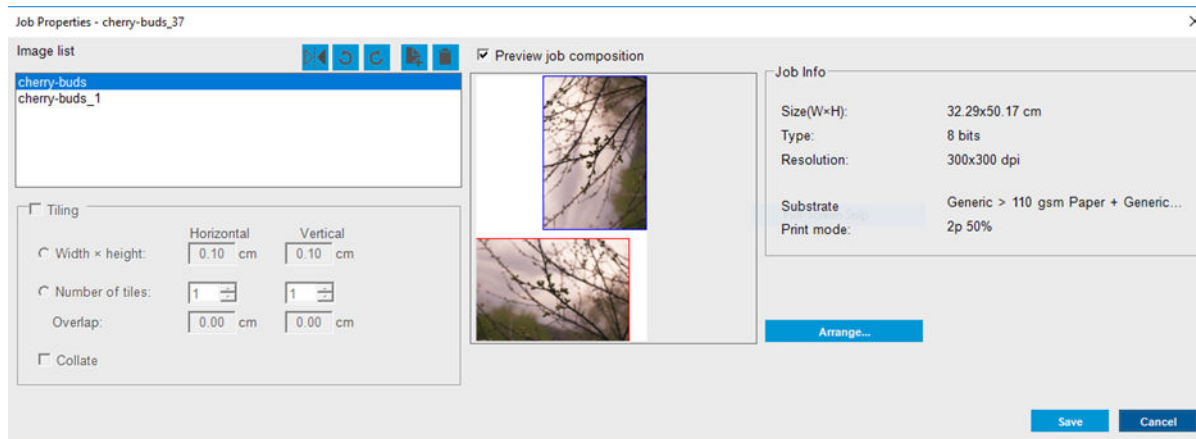 Job Properties - cherry-buds_37
Image list
cherry-buds
cherry-buds_1
Tiling
Horizontal Vertical
Width × height: 0.10 cm 0.10 cm
Number of tiles: 1 1
Overlap: 0.00 cm 0.00 cm
Collate
Preview job composition
Job Info
Size(W×H): 32.29x50.17 cm
Type: 8 bits
Resolution: 300x300 dpi
Substrate Generic > 110 gsm Paper + Generic...
Print mode: 2p 50%
Arrange...
Save Cancel